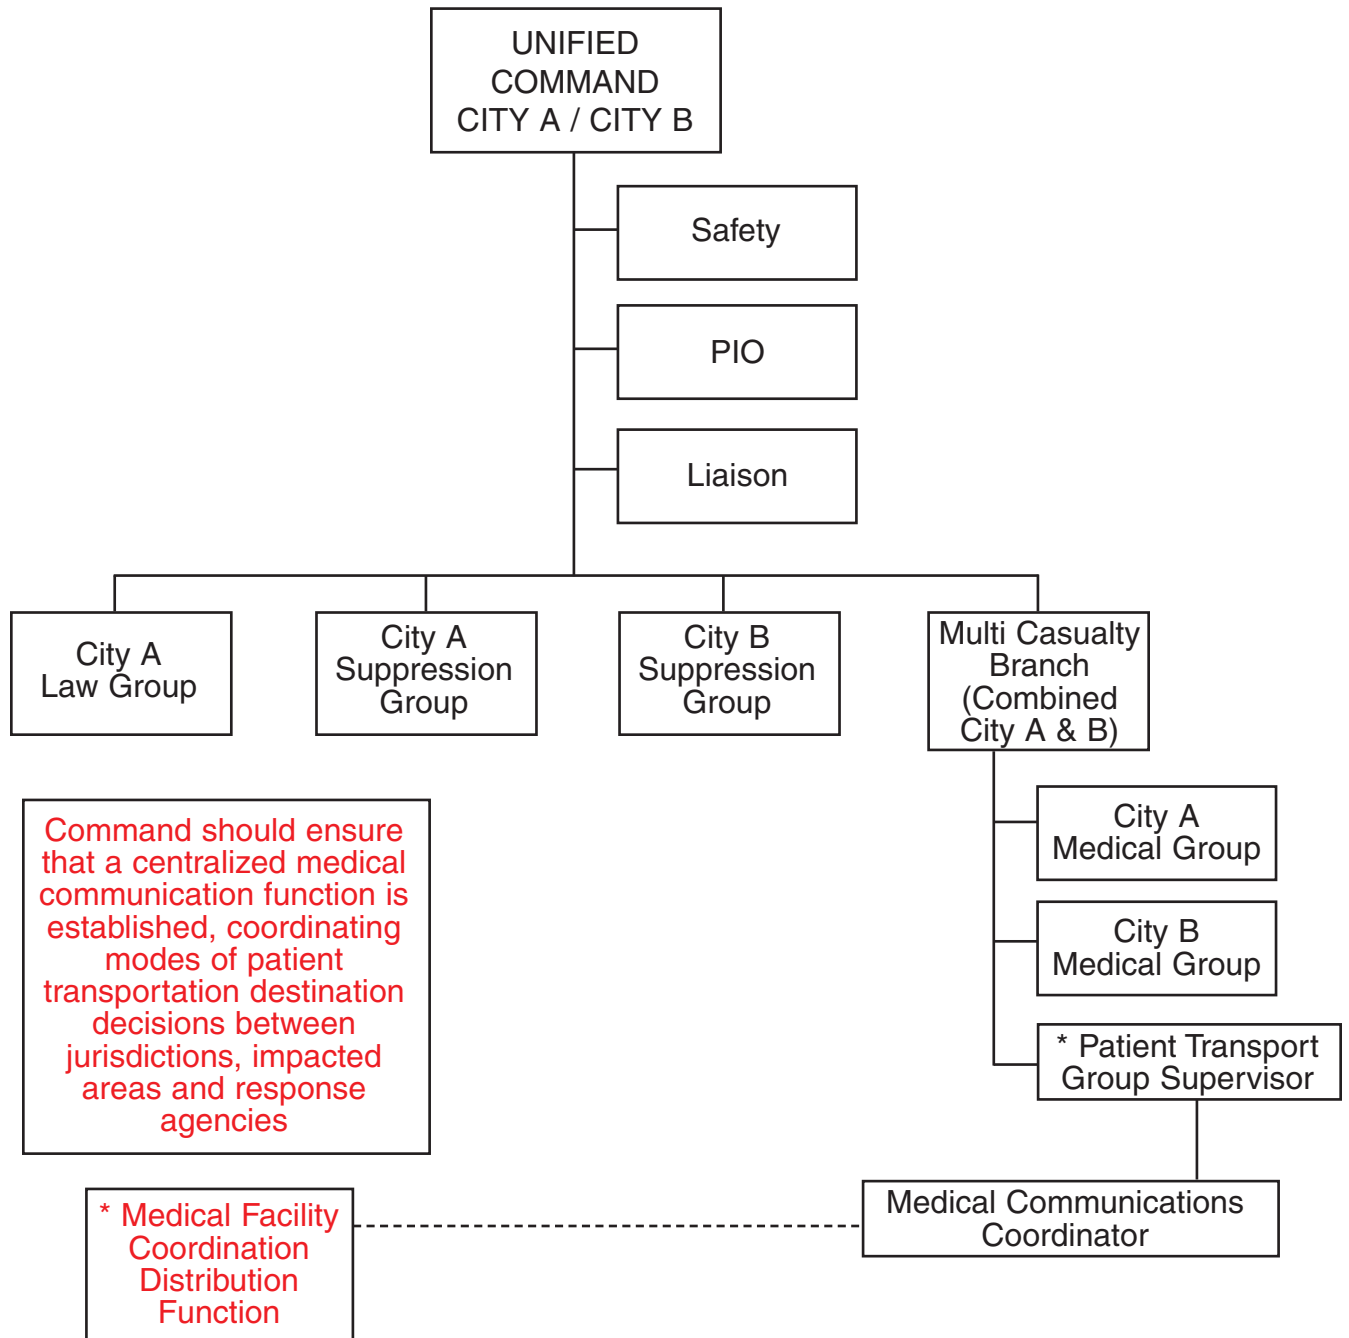 UNIFIED
COMMAND
CITY A / CITY B
Safety
PIO
Liaison
City A
Law Group
City A
Suppression
Group
City B
Suppression
Group
Multi Casualty
Branch
(Combined
City A & B)
City A
Medical Group
City B
Medical Group
* Patient Transport
Group Supervisor
Command should ensure
that a centralized medical
communication function is
established, coordinating
modes of patient
transportation destination
decisions between
jurisdictions, impacted
areas and response
agencies
* Medical Facility
Coordination
Distribution
Function
Medical Communications
Coordinator